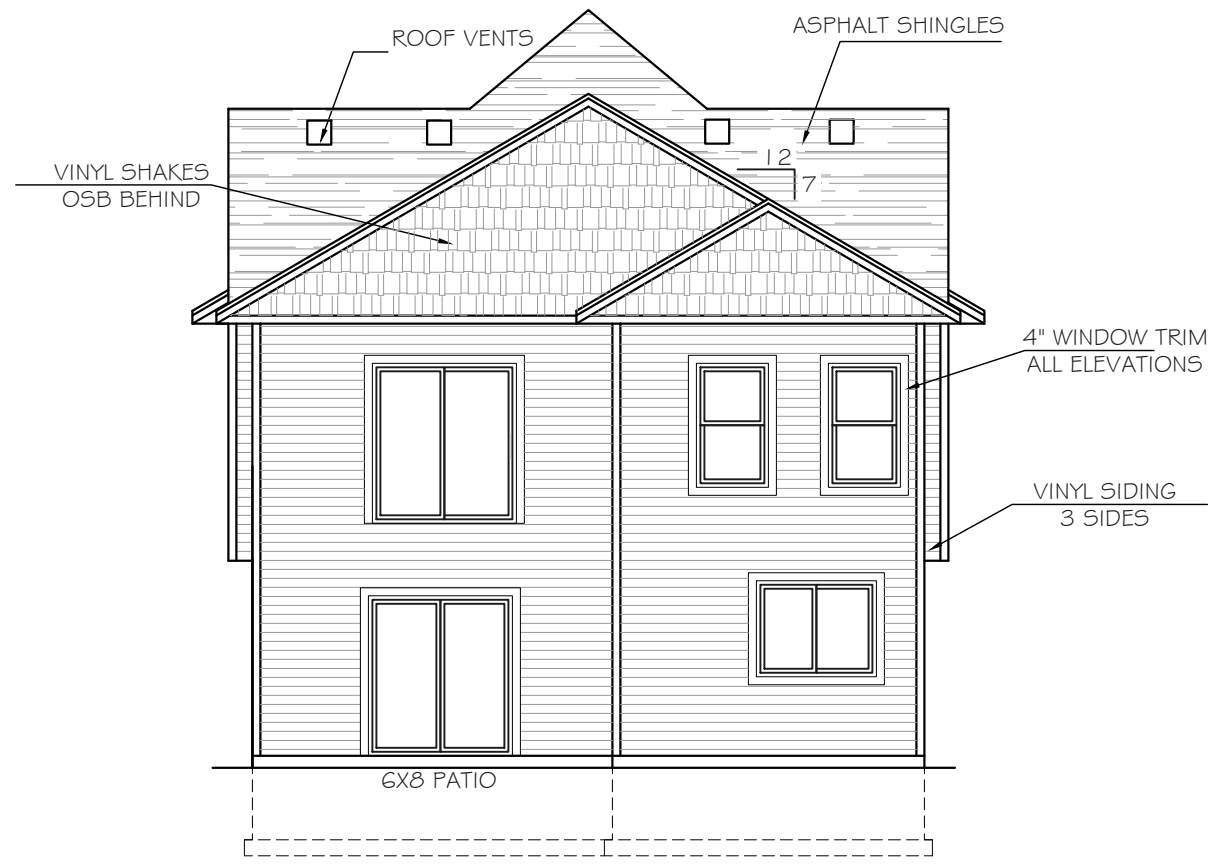 ROOF VENTS
ASPHALT SHINGLES
VINYL SHAKES
OSB BEHIND
12
7
4" WINDOW TRIM
ALL ELEVATIONS
VINYL SIDING
3 SIDES
6X8 PATIO